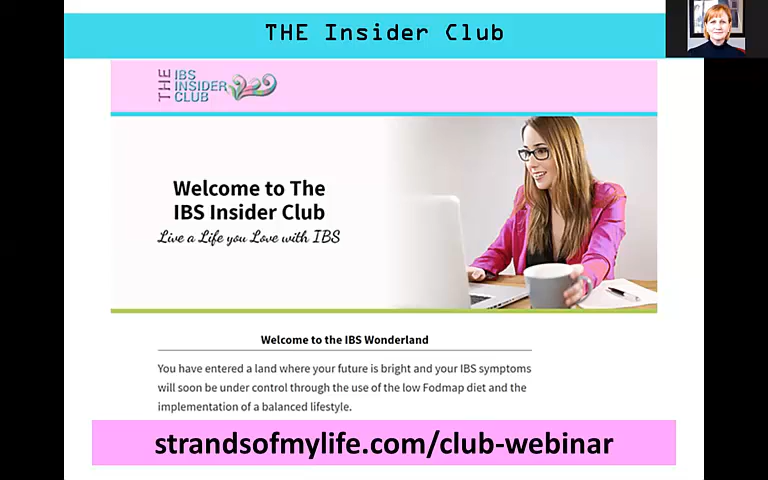 THE Insider Club
THE IBS
INSIDER
CLUB
Welcome to The
IBS Insider Club
Live a Life you Love with IBS
Welcome to the IBS Wonderland
You have entered a land where your future is bright and your IBS symptoms
will soon be under control through the use of the low Fodmap diet and the
implementation of a balanced lifestyle.
strandsofmylife.com/club-webinar